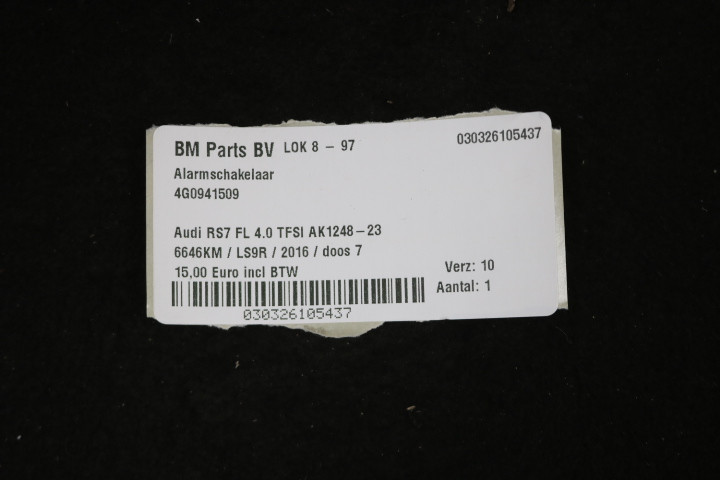 BM Parts BV LOK 8 - 97 030326105437
Alarmschakelaar
4G0941509
Audi RS7 FL 4.0 TFSI AK1248-23
6646KM / LS9R / 2016 / doos 7
15,00 Euro incl BTW Verz: 10
Aantal: 1
030326105437